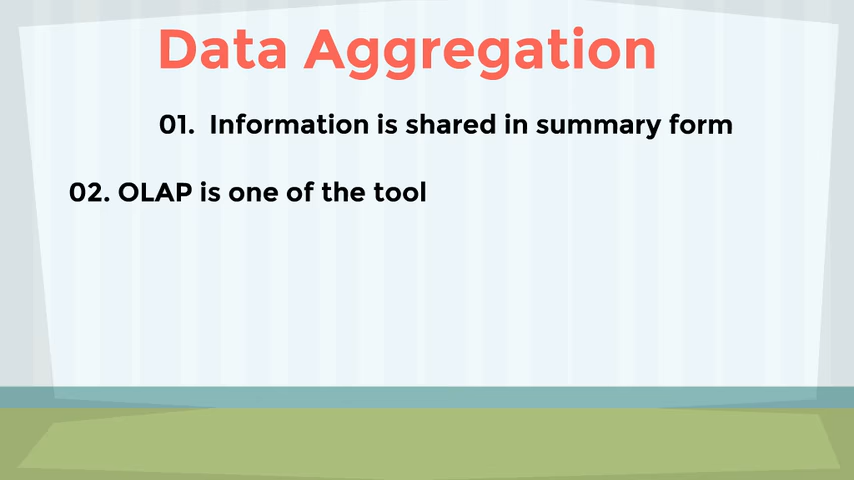 Data Aggregation
01. Information is shared in summary form
02. OLAP is one of the tool